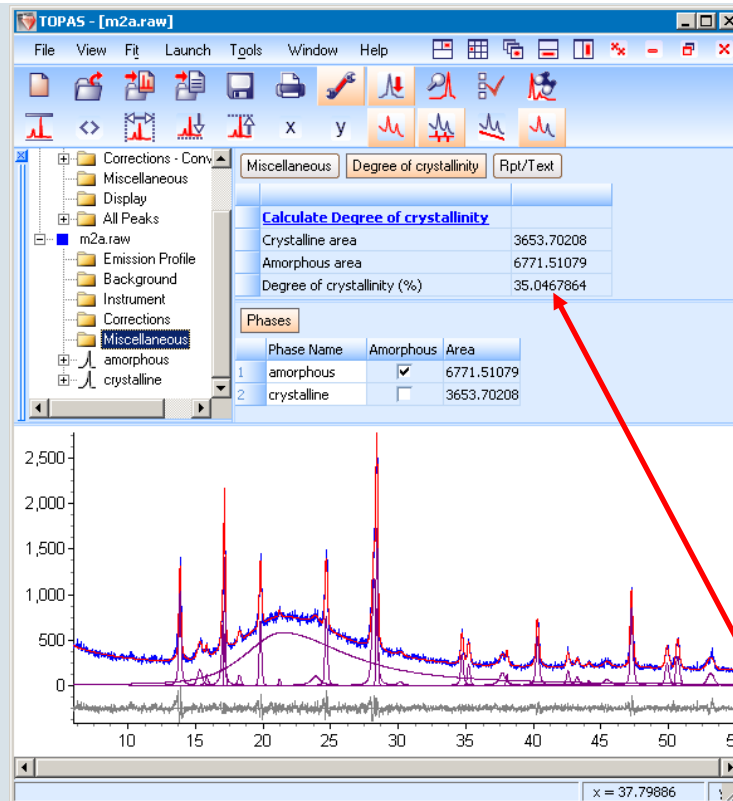 TOPAS - [m2a.raw]
File View Fit Launch Tools Window Help
<> x y
Corrections - Conv
Miscellaneous
Display
All Peaks
m2a.raw
Emission Profile
Background
Instrument
Corrections
Miscellaneous
amorphous
crystalline
Miscellaneous Degree of crystallinity Rpt/Text
Calculate Degree of crystallinity
Crystalline area 3653.70208
Amorphous area 6771.51079
Degree of crystallinity (%) 35.0467864
Phases
Phase Name Amorphous Area
1 amorphous 6771.51079
2 crystalline 3653.70208
2,500
2,000
1,500
1,000
500
0
10 15 20 25 30 35 40 45 50 5
x = 37.79886